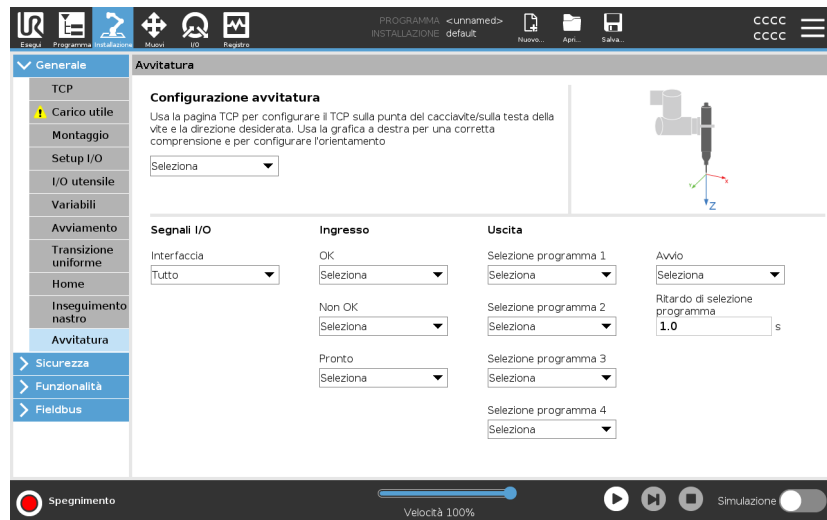 PROGRAMMA <unnamed>
INSTALLAZIONE default
Esegui Programma Installazione Muovi I/O Registro Nuovo... Apri... Salva...
cccc
cccc
Generale
TCP
Carico utile
Montaggio
Setup I/O
I/O utensile
Variabili
Avviamento
Transizione
uniforme
Home
Inseguimento
nastro
Avvitatura
Sicurezza
Funzionalità
Fieldbus
Avvitatura
Configurazione avvitatura
Usa la pagina TCP per configurare il TCP sulla punta del cacciavite/sulla testa della
vite e la direzione desiderata. Usa la grafica a destra per una corretta
comprensione e per configurare l'orientamento
Seleziona
Y X
Z
Segnali I/O Ingresso Uscita
Interfaccia OK Selezione programma 1 Avvio
Tutto Seleziona Seleziona Seleziona
Non OK Selezione programma 2 Ritardo di selezione
programma
Seleziona Seleziona 1.0 s
Pronto Selezione programma 3
Seleziona Seleziona
Selezione programma 4
Seleziona
Spegnimento
Velocità 100%
Simulazione